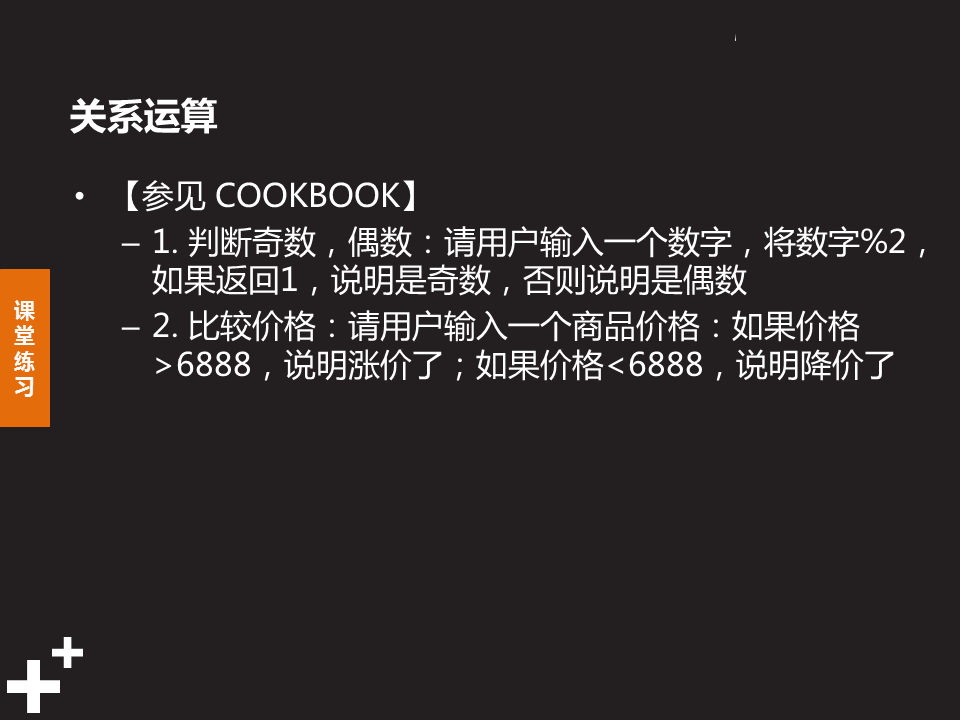 关系运算
• 【参见 COOKBOOK】
– 1. 判断奇数，偶数：请用户输入一个数字，将数字%2，
如果返回1，说明是奇数，否则说明是偶数
– 2. 比较价格：请用户输入一个商品价格：如果价格
>6888，说明涨价了；如果价格<6888，说明降价了
课
堂
练
习